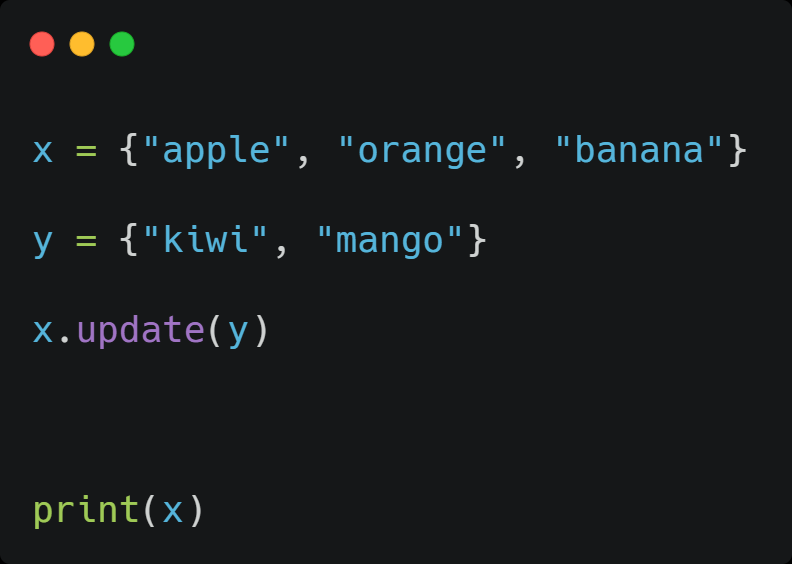 x = {"apple", "orange", "banana"}
y = {"kiwi", "mango"}
x.update(y)
print(x)